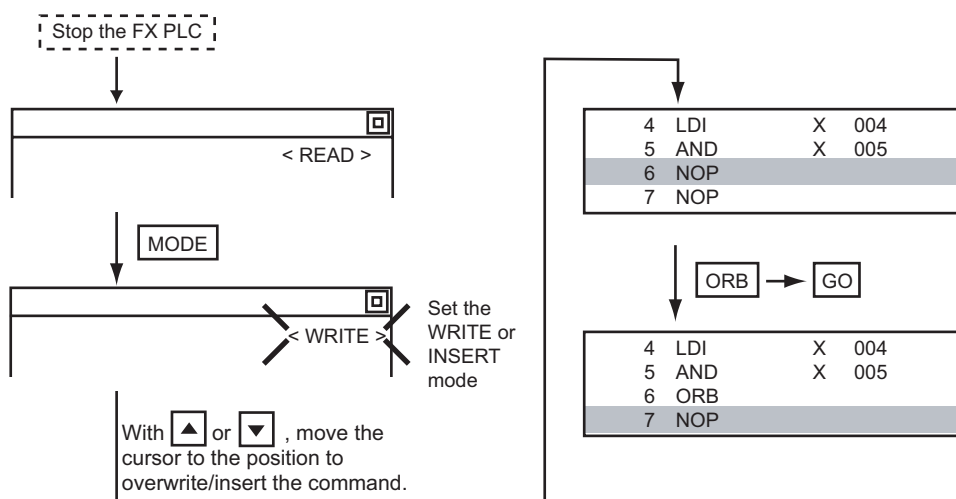 Stop the FX PLC
< READ >
MODE
< WRITE >
Set the
WRITE or
INSERT
mode
With ▲ or ▼ , move the
cursor to the position to
overwrite/insert the command.
4 LDI X 004
5 AND X 005
6 NOP
7 NOP
ORB GO
4 LDI X 004
5 AND X 005
6 ORB
7 NOP